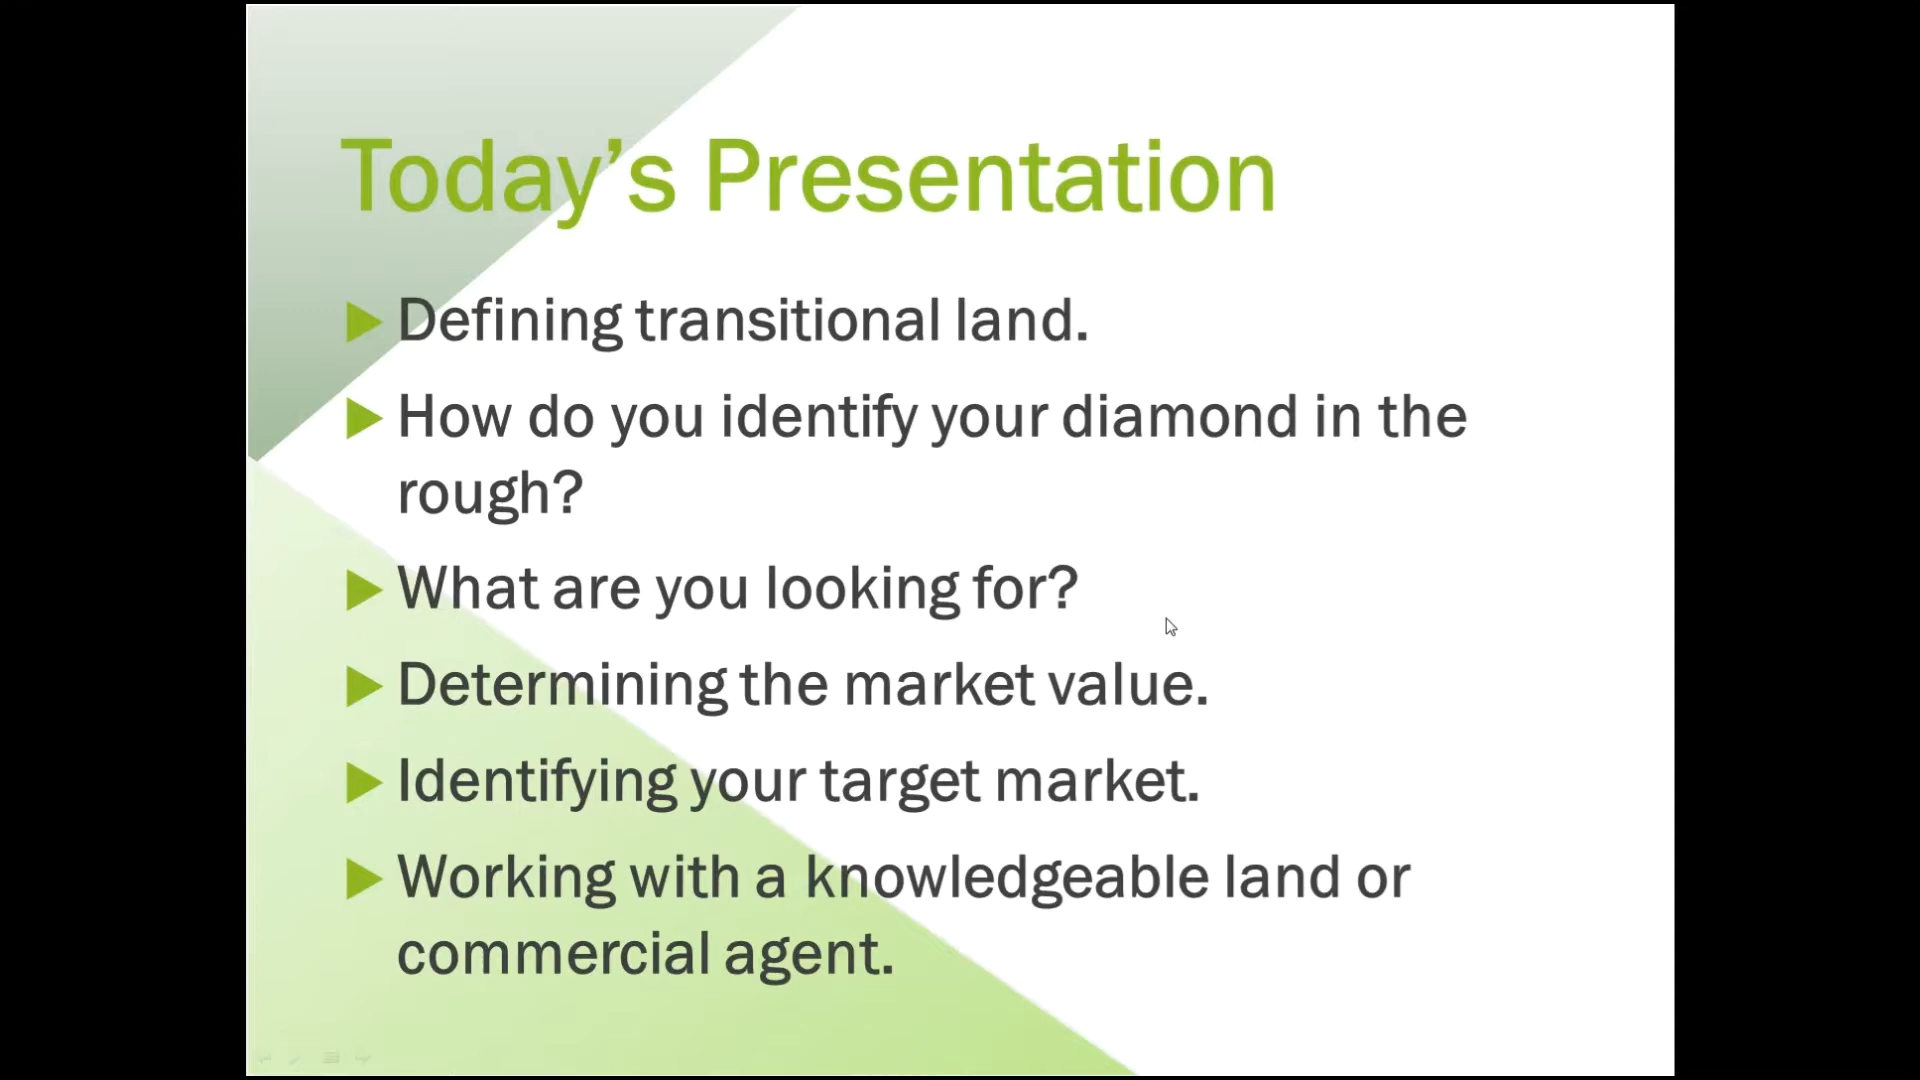 Today’s Presentation
Defining transitional land.
How do you identify your diamond in the
rough?
What are you looking for?
Determining the market value.
Identifying your target market.
Working with a knowledgeable land or
commercial agent.